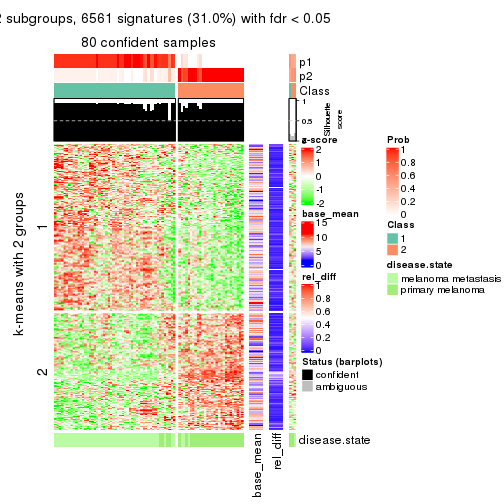 2 subgroups, 6561 signatures (31.0%) with fdr < 0.05
80 confident samples
p1
p2
Class
1
0.5
0
Silhouette
score
k-means with 2 groups
1
2
z-score
2
1
0
-1
-2
base_mean
15
10
5
0
rel_diff
1
0.8
0.6
0.4
0.2
0
Status (barplots)
confident
ambiguous
Prob
1
0.8
0.6
0.4
0.2
0
Class
1
2
disease.state
melanoma metastasis
primary melanoma
disease.state
base_mean
rel_diff